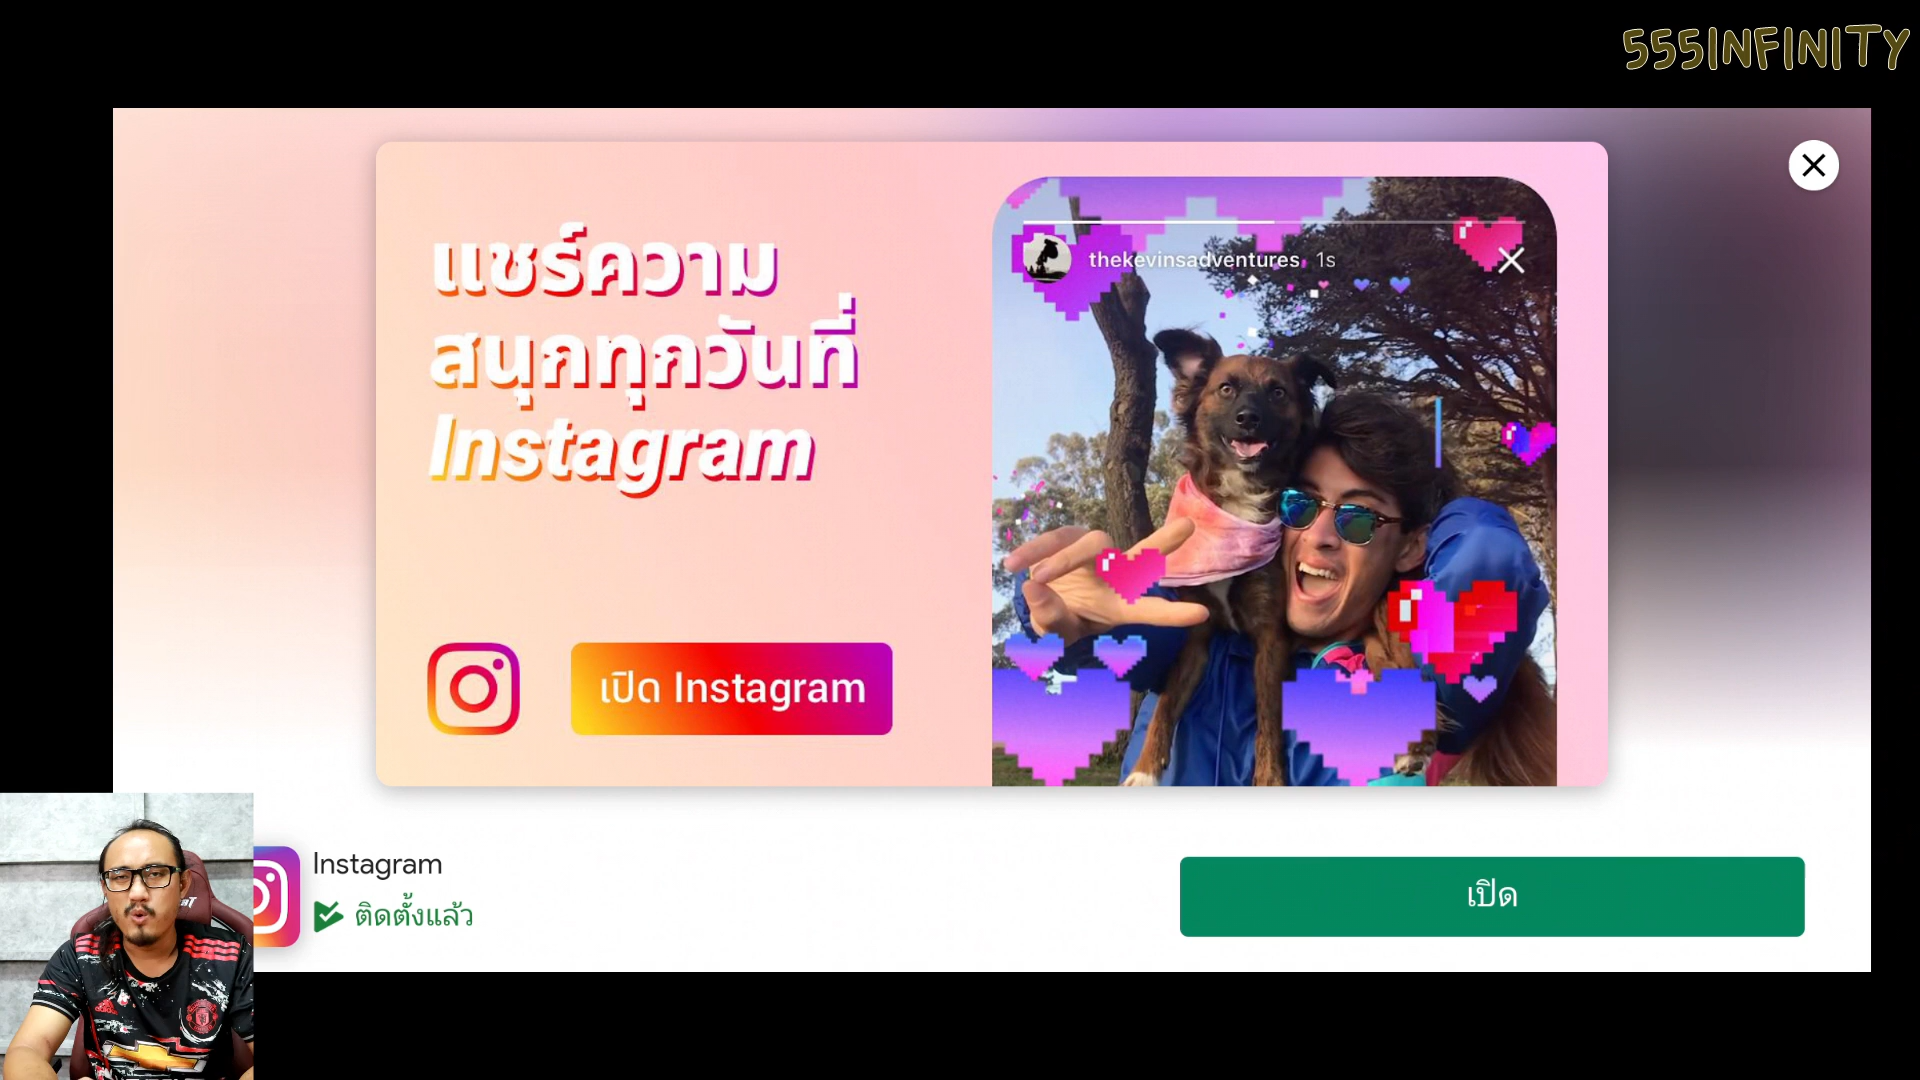 555INFINITY
แชร์ความ
สนุกทุกวันที่
Instagram
เปิด Instagram
thekevinsadventures 1s
Instagram
ติดตั้งแล้ว
เปิด